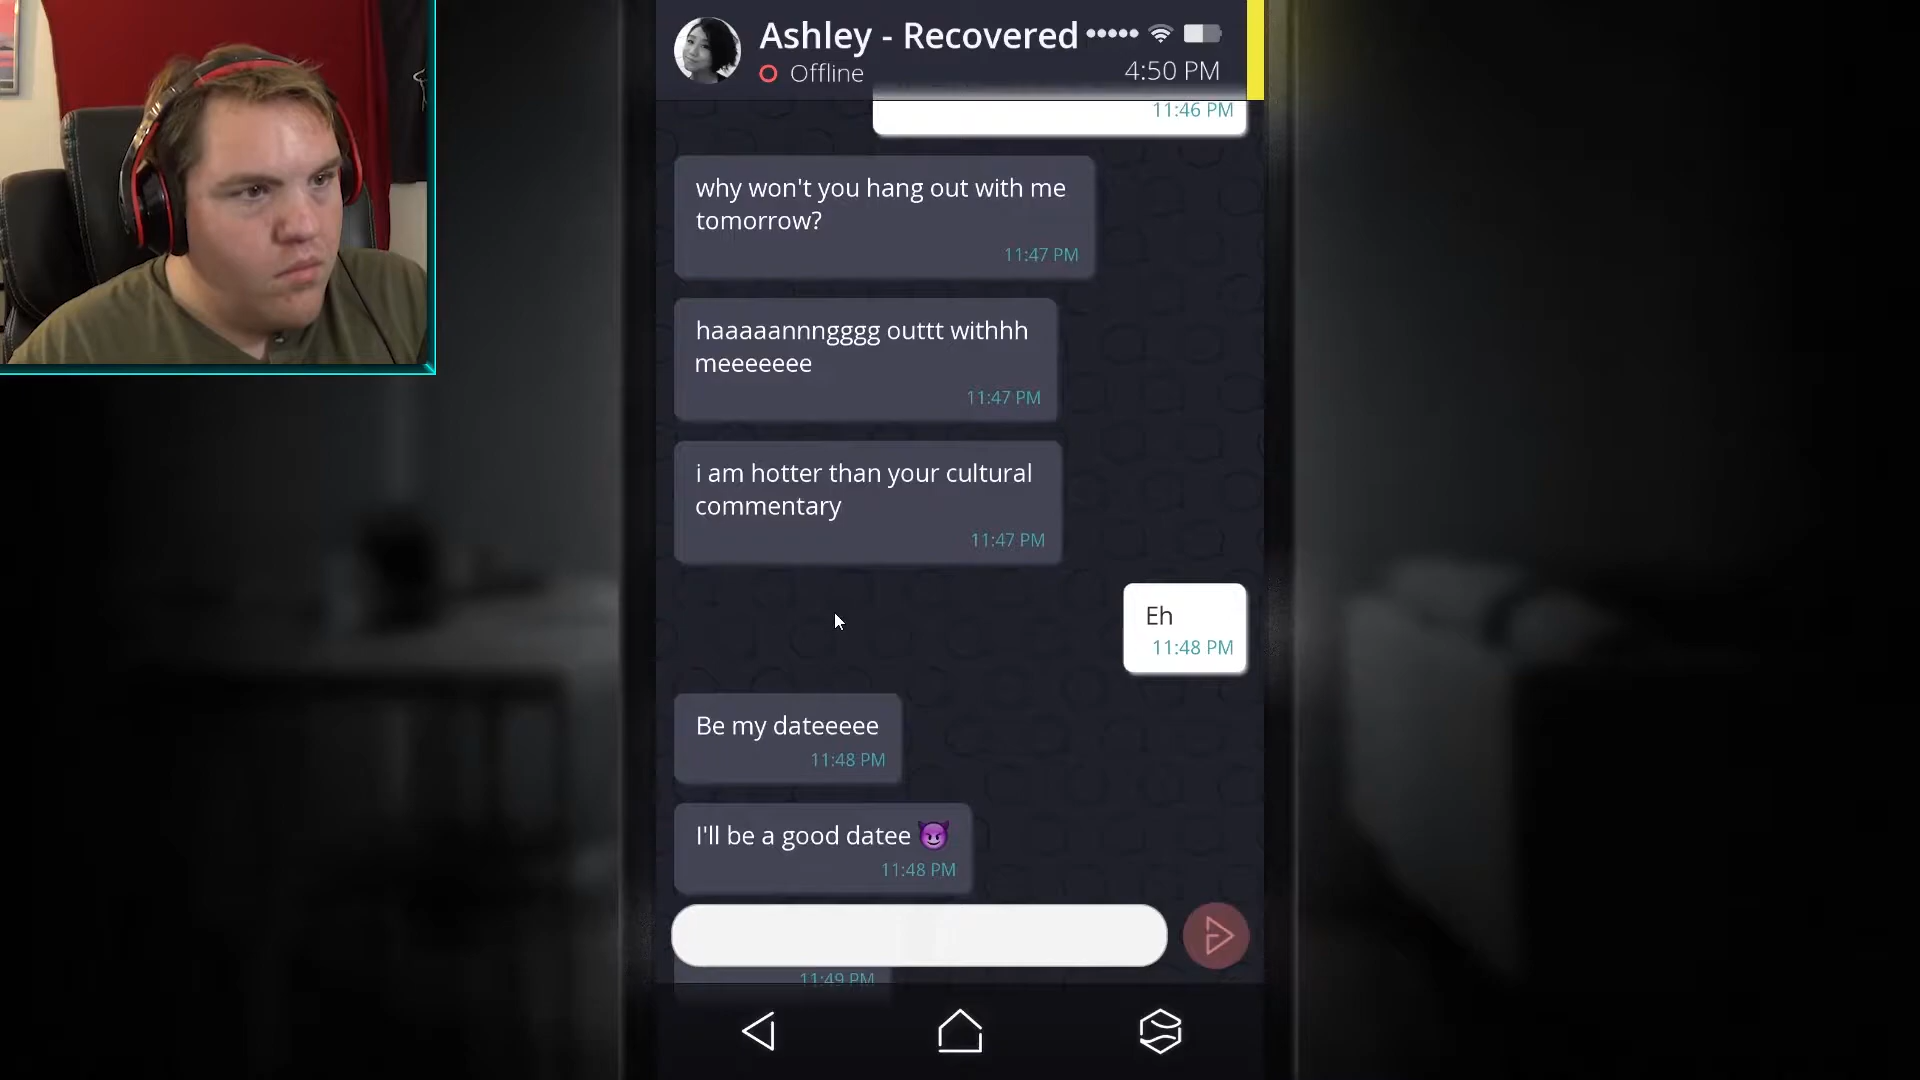 Ashley - Recovered
Offline
4:50 PM
11:46 PM
why won't you hang out with me
tomorrow?
11:47 PM
haaaaannngggg outtt withhh
meeeeeee
11:47 PM
i am hotter than your cultural
commentary
11:47 PM
Eh
11:48 PM
Be my dateeeee
11:48 PM
I'll be a good datee 😈
11:48 PM
11:49 PM